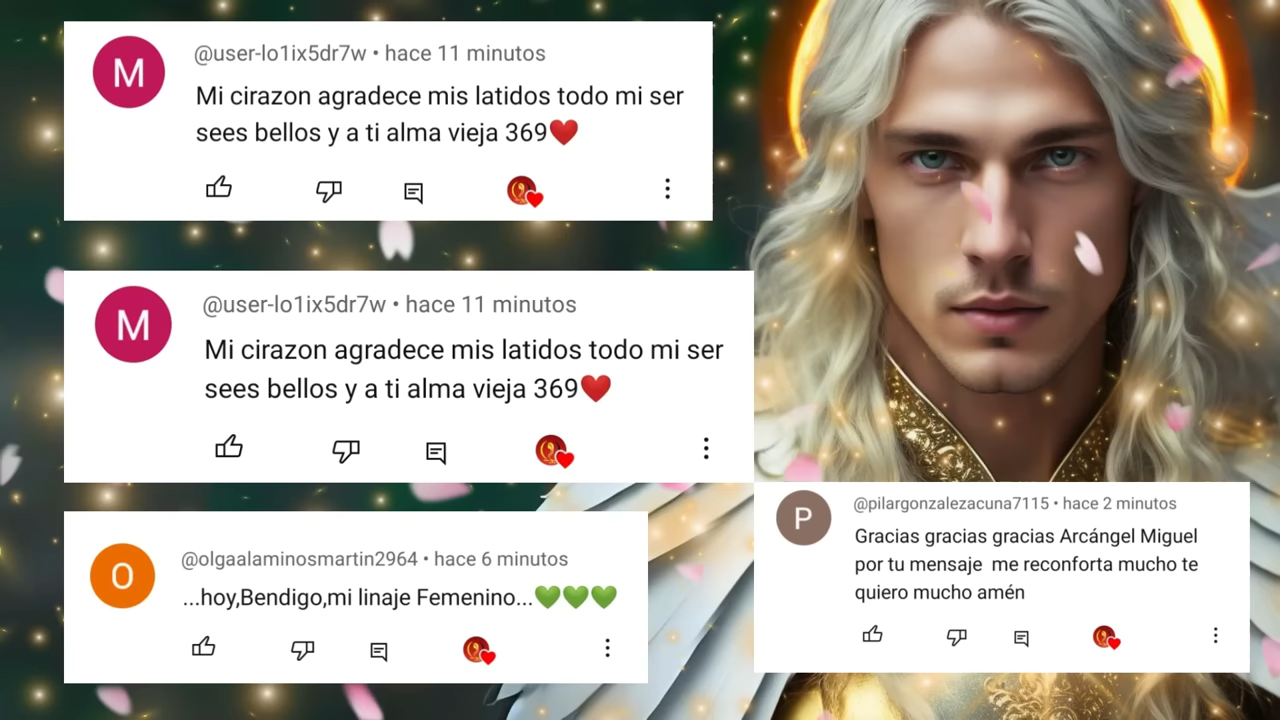 M
@user-lo1ix5dr7w • hace 11 minutos
Mi cirazon agradece mis latidos todo mi ser
sees bellos y a ti alma vieja 369❤️
M
@user-lo1ix5dr7w • hace 11 minutos
Mi cirazon agradece mis latidos todo mi ser
sees bellos y a ti alma vieja 369❤️
O
@olgaalaminosmartin2964 • hace 6 minutos
...hoy,Bendigo,mi linaje Femenino...💚💚💚
P
@pilargonzalezacuna7115 • hace 2 minutos
Gracias gracias gracias Arcángel Miguel
por tu mensaje  me reconforta mucho te
quiero mucho amén